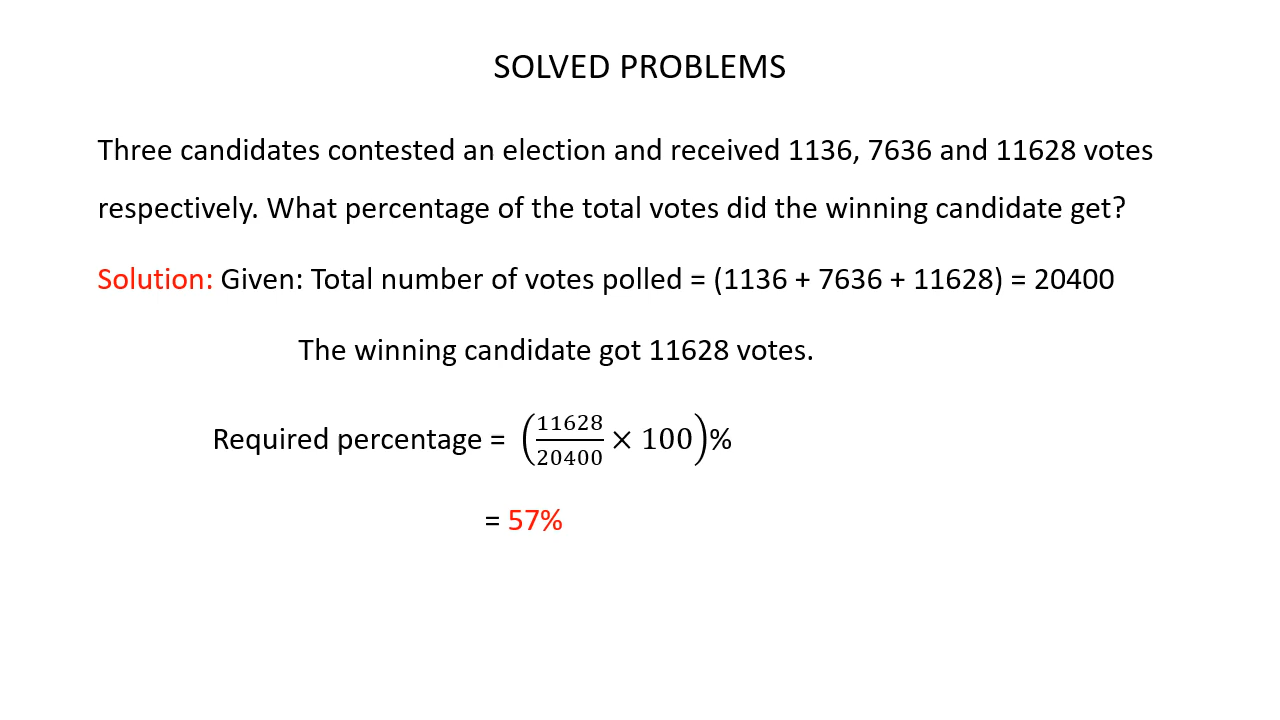 SOLVED PROBLEMS
Three candidates contested an election and received 1136, 7636 and 11628 votes
respectively. What percentage of the total votes did the winning candidate get?
Solution: Given: Total number of votes polled = (1136 + 7636 + 11628) = 20400
The winning candidate got 11628 votes.
Required percentage = (11628/20400 × 100)%
= 57%